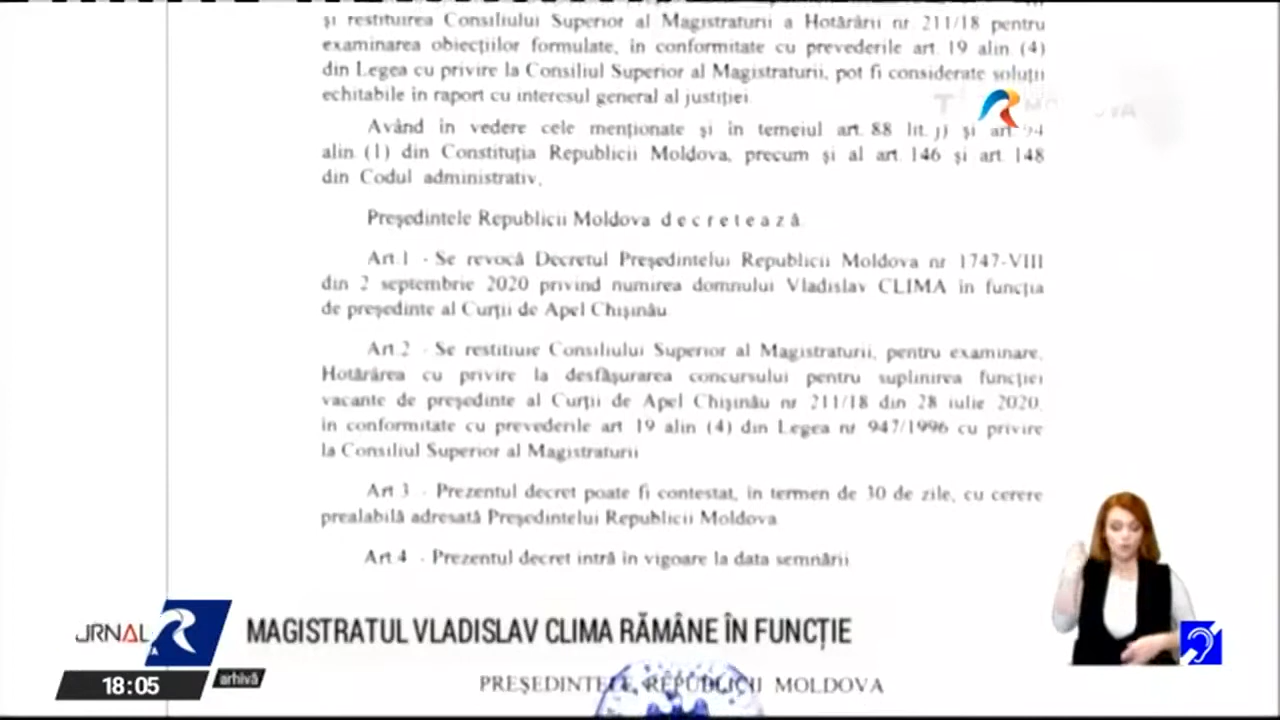 și restituirea Consiliului Superior al Magistraturii a Hotărârii nr. 211/18 pentru
examinarea obiecțiilor formulate, în conformitate cu prevederile art. 19 alin. (4)
din Legea cu privire la Consiliul Superior al Magistraturii, pot fi considerate soluții
echitabile în raport cu interesul general al justiției.
Având în vedere cele menționate și în temeiul art. 88 lit. j) și art. 94
alin. (1) din Constituția Republicii Moldova, precum și al art. 146 și art. 148
din Codul administrativ,
Președintele Republicii Moldova d e c r e t e a z ă
Art.1 - Se revocă Decretul Președintelui Republicii Moldova nr. 1747-VIII
din 2 septembrie 2020 privind numirea domnului Vladislav CLIMA în funcția
de președinte al Curții de Apel Chișinău.
Art.2 - Se restituie Consiliului Superior al Magistraturii, pentru examinare,
Hotărârea cu privire la desfășurarea concursului pentru suplinirea funcției
vacante de președinte al Curții de Apel Chișinău nr. 211/18 din 28 iulie 2020,
în conformitate cu prevederile art. 19 alin. (4) din Legea nr. 947/1996 cu privire
la Consiliul Superior al Magistraturii.
Art.3 - Prezentul decret poate fi contestat, în termen de 30 de zile, cu cerere
prealabilă adresată Președintelui Republicii Moldova.
Art.4 - Prezentul decret intră în vigoare la data semnării.
URNAL
MAGISTRATUL VLADISLAV CLIMA RĂMÂNE ÎN FUNCȚIE
18:05
arhivă
PREȘEDINTELE REPUBLICII MOLDOVA